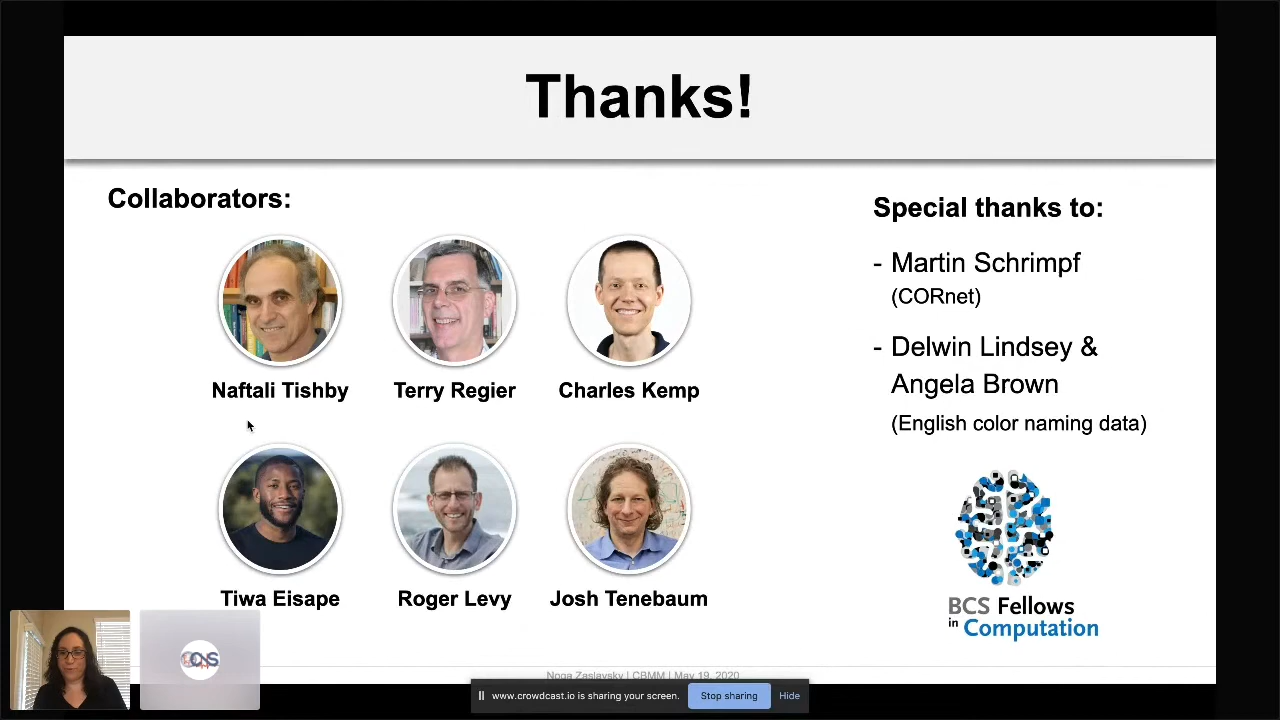 Thanks!
Collaborators:
Naftali Tishby
Terry Regier
Charles Kemp
Tiwa Eisape
Roger Levy
Josh Tenebaum
Special thanks to:
- Martin Schrimpf
(CORnet)
- Delwin Lindsey &
Angela Brown
(English color naming data)
BCS Fellows
in Computation
Noga Zaslavsky | CBMM | May 19, 2020
www.crowdcast.io is sharing your screen.
Stop sharing
Hide